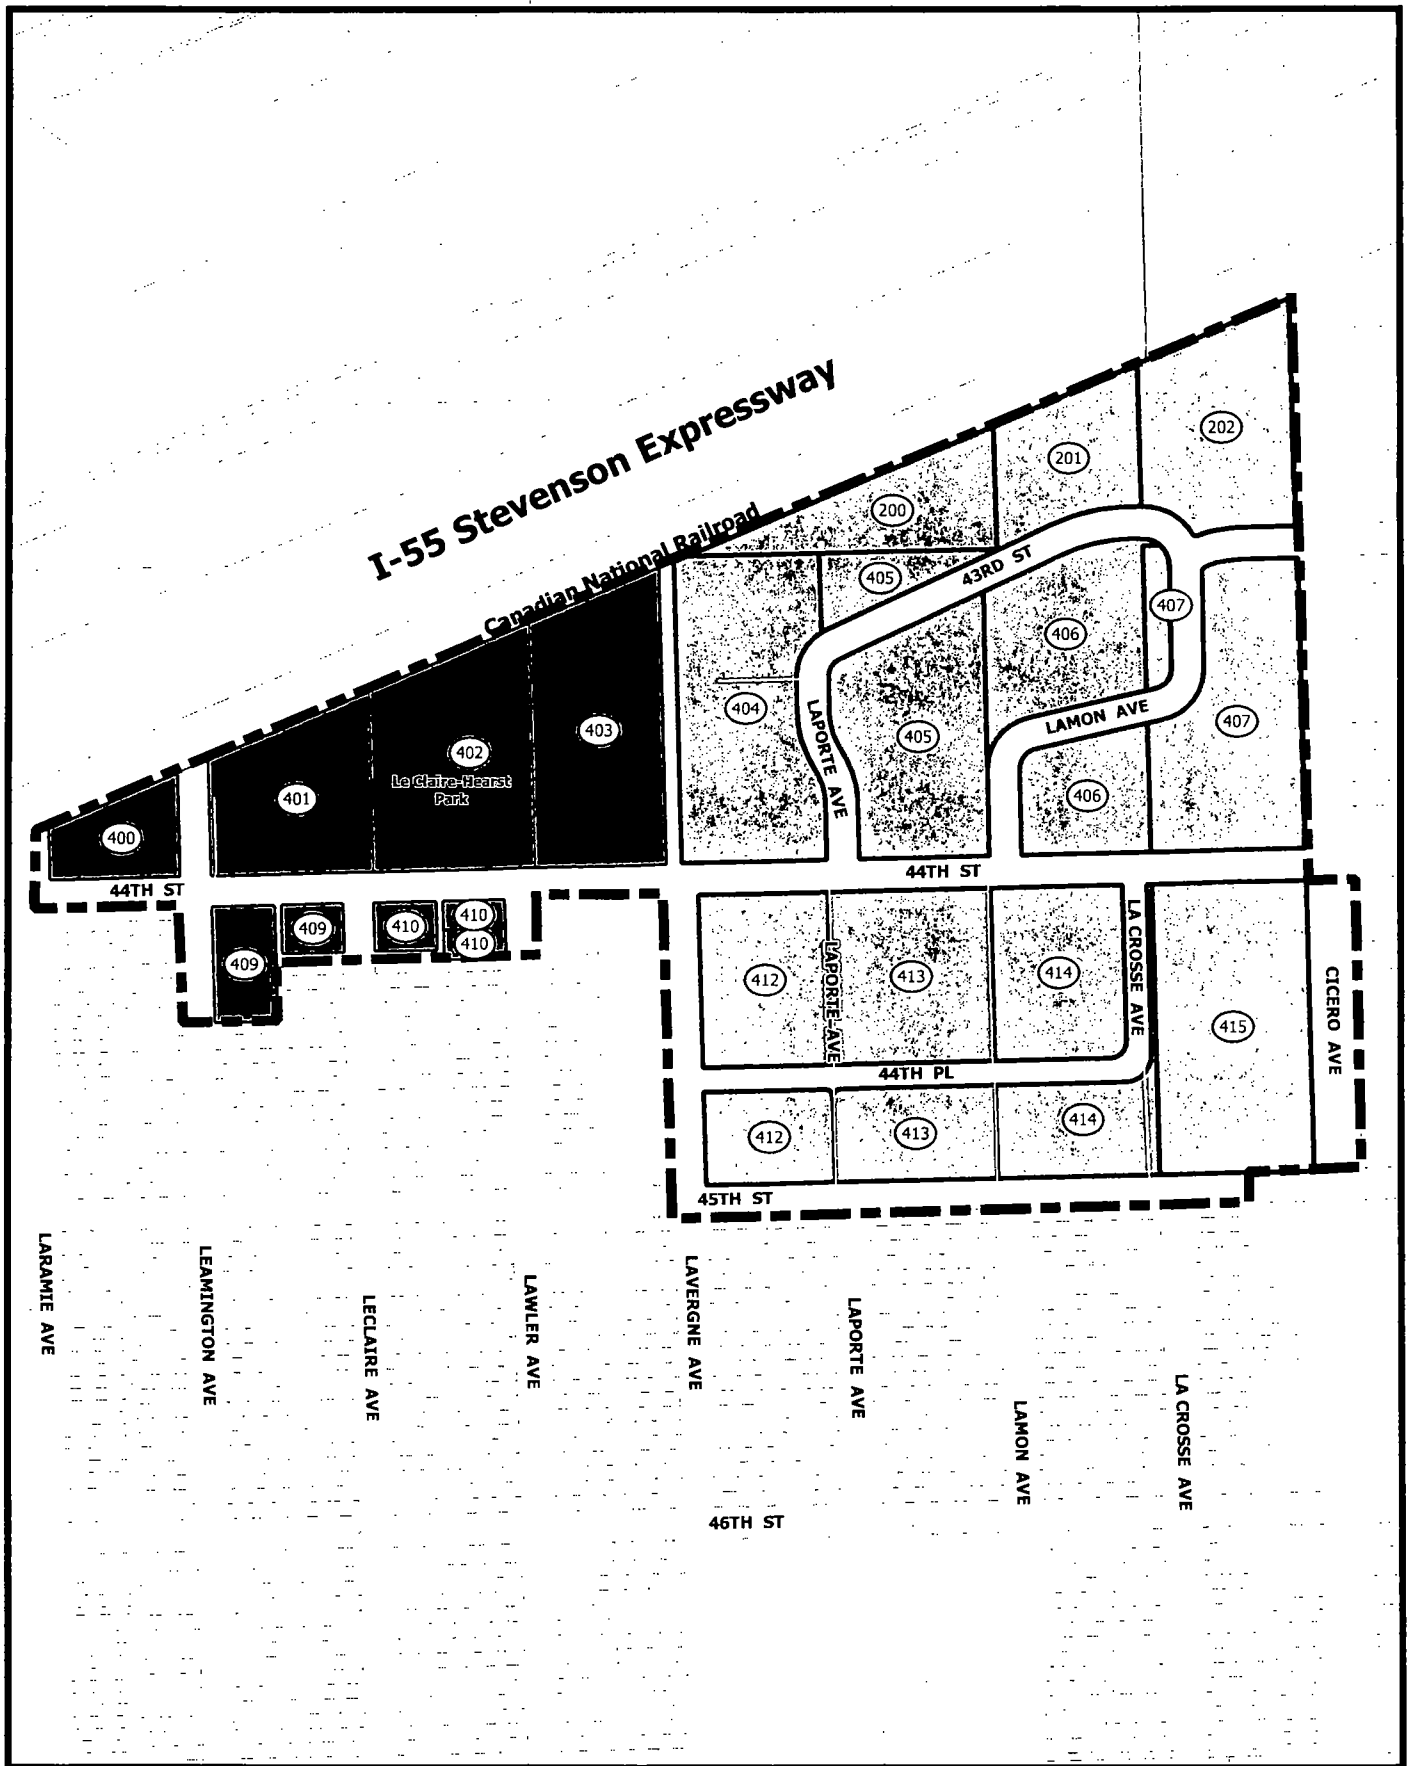 I-55 Stevenson Expressway
Canadian National Railroad
202
201
200
405
43RD ST
407
406
404
LAPORTE AVE
405
LAMON AVE
407
406
403
402
Le Claire-Hearst
Park
401
400
44TH ST
44TH ST
409
409
410
410
410
412
LAPORTE AVE
413
414
LA CROSSE AVE
415
CICERO AVE
44TH PL
412
413
414
45TH ST
LARAMIE AVE
LEAMINGTON AVE
LECLAIRE AVE
LAWLER AVE
LAVERGNE AVE
LAPORTE AVE
LAMON AVE
LA CROSSE AVE
46TH ST